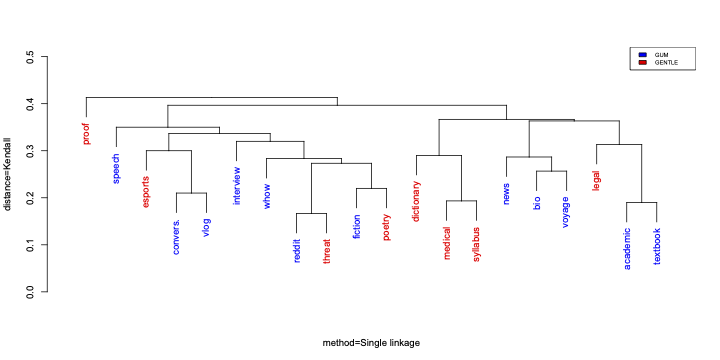 GUM
GENTLE
distance=Kendall
0.5
0.4
0.3
0.2
0.1
0.0
proof
speech
esports
convers.
vlog
interview
whow
reddit
threat
fiction
poetry
dictionary
medical
syllabus
news
bio
voyage
legal
academic
textbook
method=Single linkage